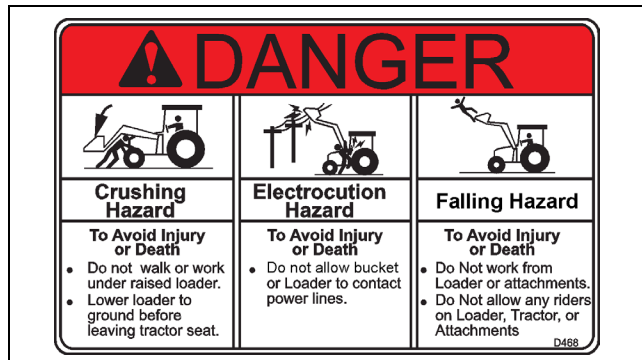 DANGER
Crushing
Hazard
To Avoid Injury
or Death
• Do not walk or work
under raised loader.
• Lower loader to
ground before
leaving tractor seat.
Electrocution
Hazard
To Avoid Injury
or Death
• Do not allow bucket
or Loader to contact
power lines.
Falling Hazard
To Avoid Injury
or Death
• Do Not work from
Loader or attachments.
• Do Not allow any riders
on Loader, Tractor, or
Attachments
D468